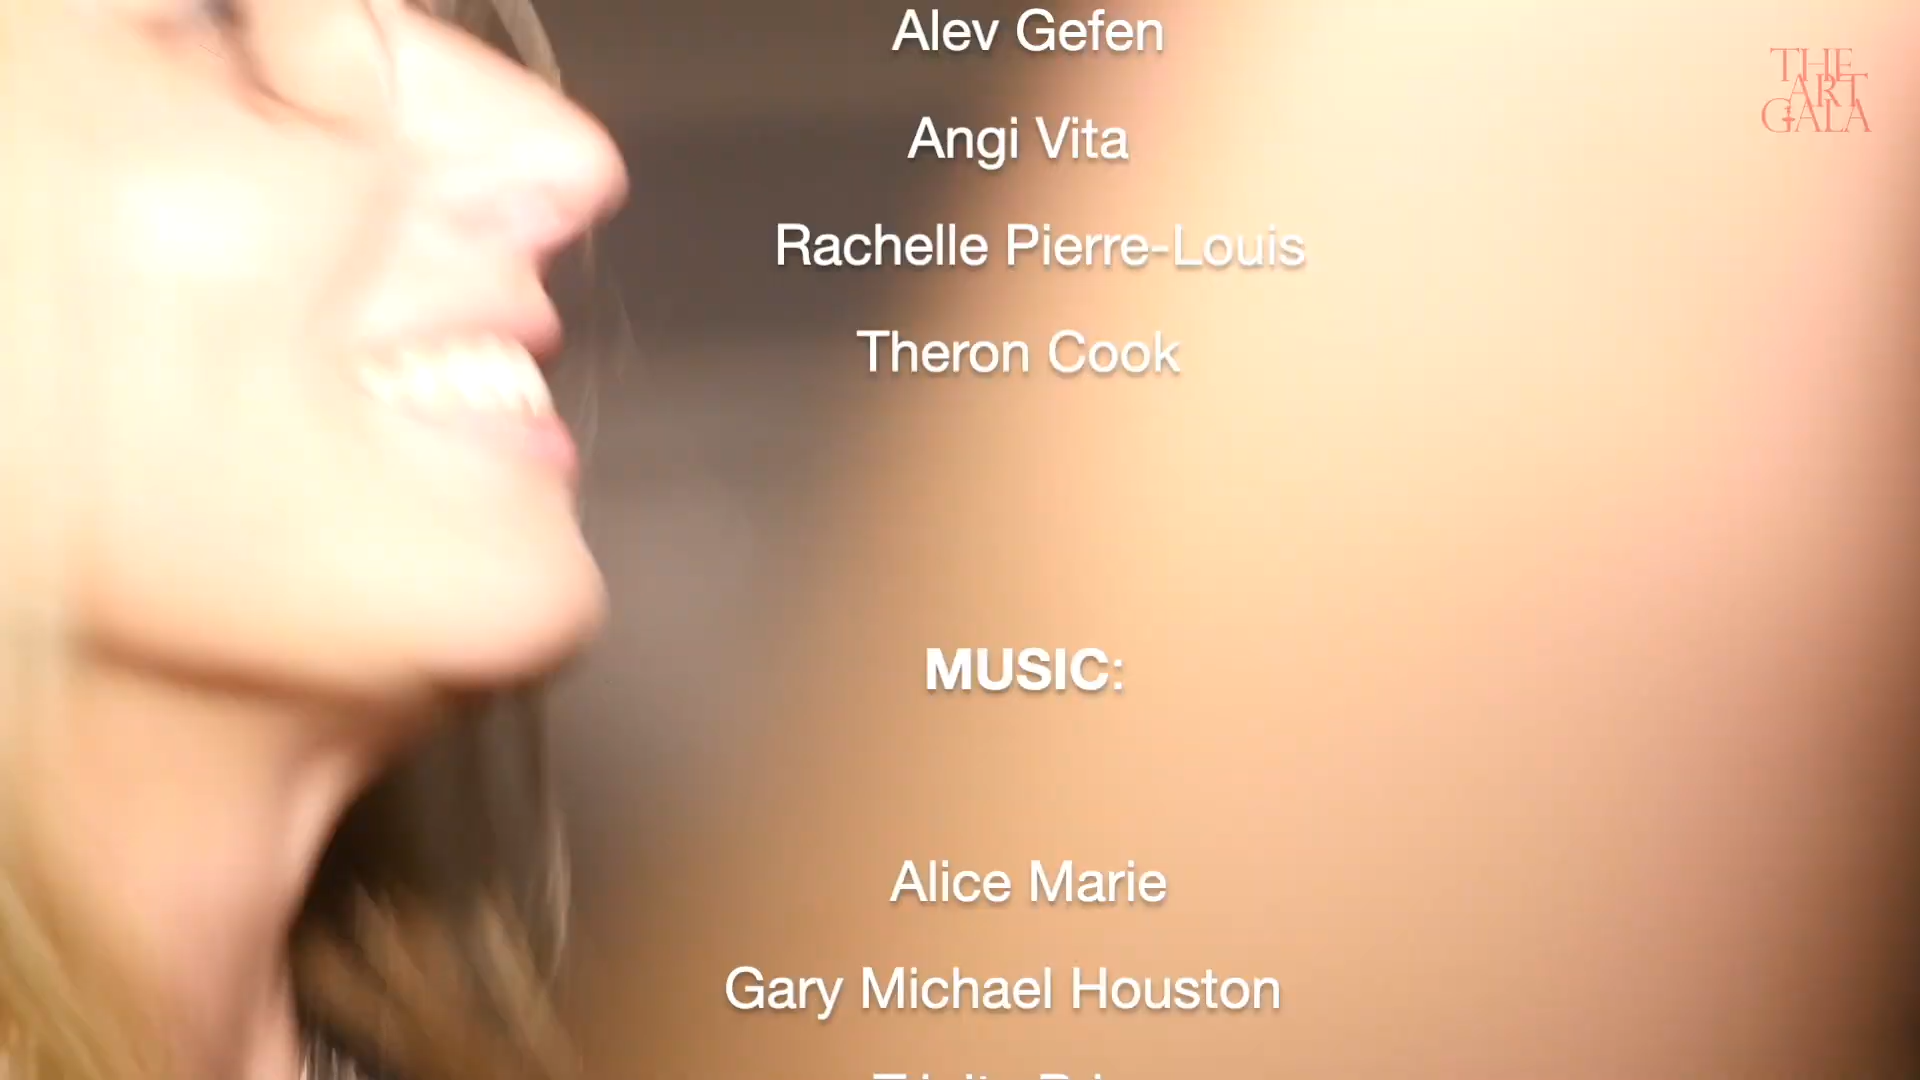 Alev Gefen
THE
ART
GALA
Angi Vita
Rachelle Pierre-Louis
Theron Cook
MUSIC:
Alice Marie
Gary Michael Houston